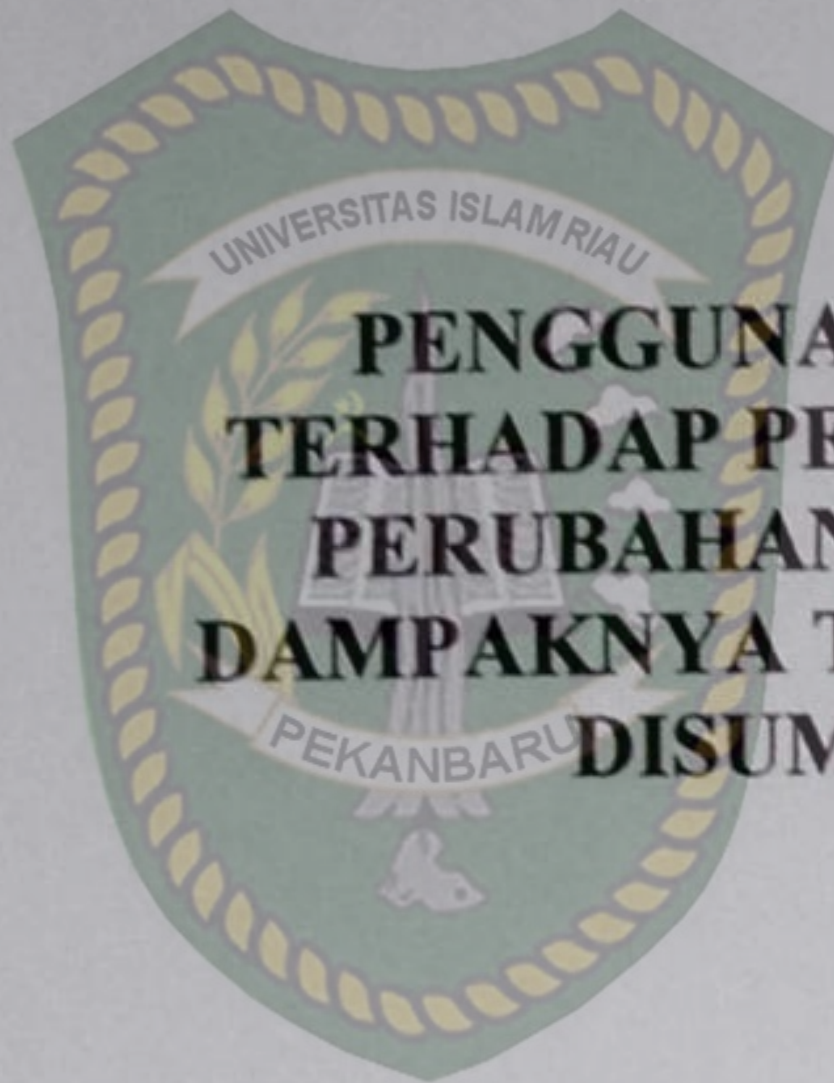 UNIVERSITAS ISLAM RIAU
PENGGUNA
TERHADAP PE
PERUBAHAN
DAMPAKNYA T
DISUM
PEKANBARU